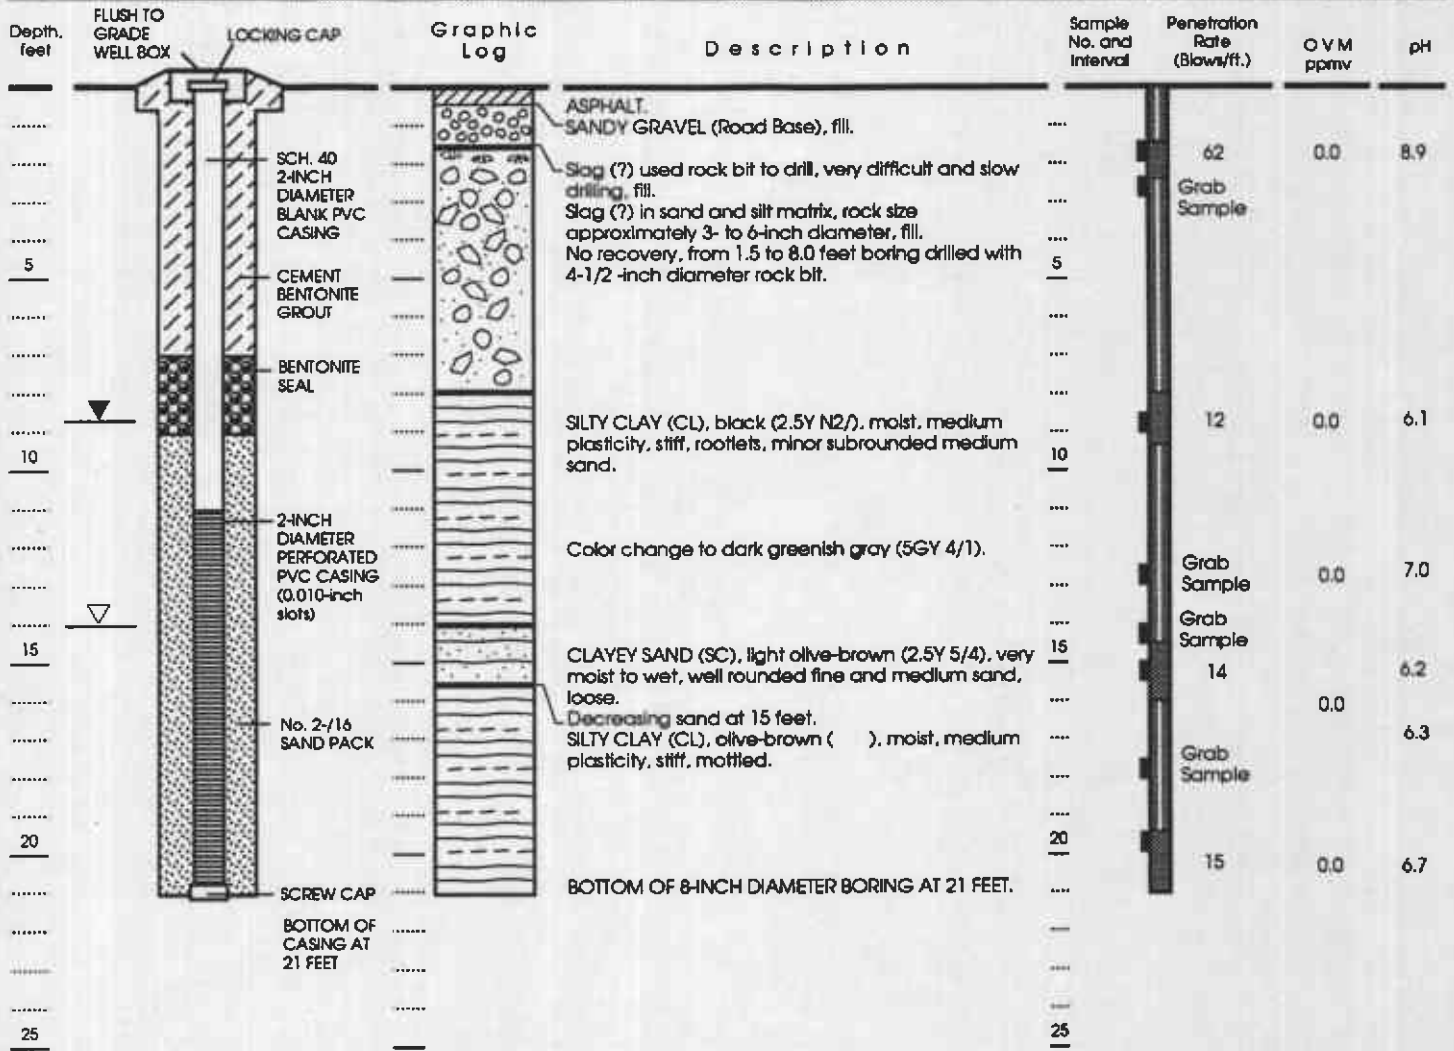 Depth, feet
FLUSH TO GRADE WELL BOX
LOCKING CAP
Graphic Log
Description
Sample No. and Interval
Penetration Rate (Blows/ft.)
OVM ppmv
pH
SCH. 40
2-INCH
DIAMETER
BLANK PVC
CASING
CEMENT
BENTONITE
GROUT
BENTONITE
SEAL
2-INCH
DIAMETER
PERFORATED
PVC CASING
(0.010-inch
slots)
No. 2-/16
SAND PACK
SCREW CAP
BOTTOM OF
CASING AT
21 FEET
5
10
15
20
25
ASPHALT.
SANDY GRAVEL (Road Base), fill.
Slag (?) used rock bit to drill, very difficult and slow
drilling, fill.
Slag (?) in sand and silt matrix, rock size
approximately 3- to 6-inch diameter, fill.
No recovery, from 1.5 to 8.0 feet boring drilled with
4-1/2 -inch diameter rock bit.
SILTY CLAY (CL), black (2.5Y N2/), moist, medium
plasticity, stiff, rootlets, minor subrounded medium
sand.
Color change to dark greenish gray (5GY 4/1).
CLAYEY SAND (SC), light olive-brown (2.5Y 5/4), very
moist to wet, well rounded fine and medium sand,
loose.
Decreasing sand at 15 feet.
SILTY CLAY (CL), olive-brown ( ), moist, medium
plasticity, stiff, mottled.
BOTTOM OF 8-INCH DIAMETER BORING AT 21 FEET.
5
10
15
20
25
62 0.0 8.9
Grab
Sample
12 0.0 6.1
Grab
Sample
0.0 7.0
Grab
Sample
14 6.2
0.0
6.3
Grab
Sample
15 0.0 6.7